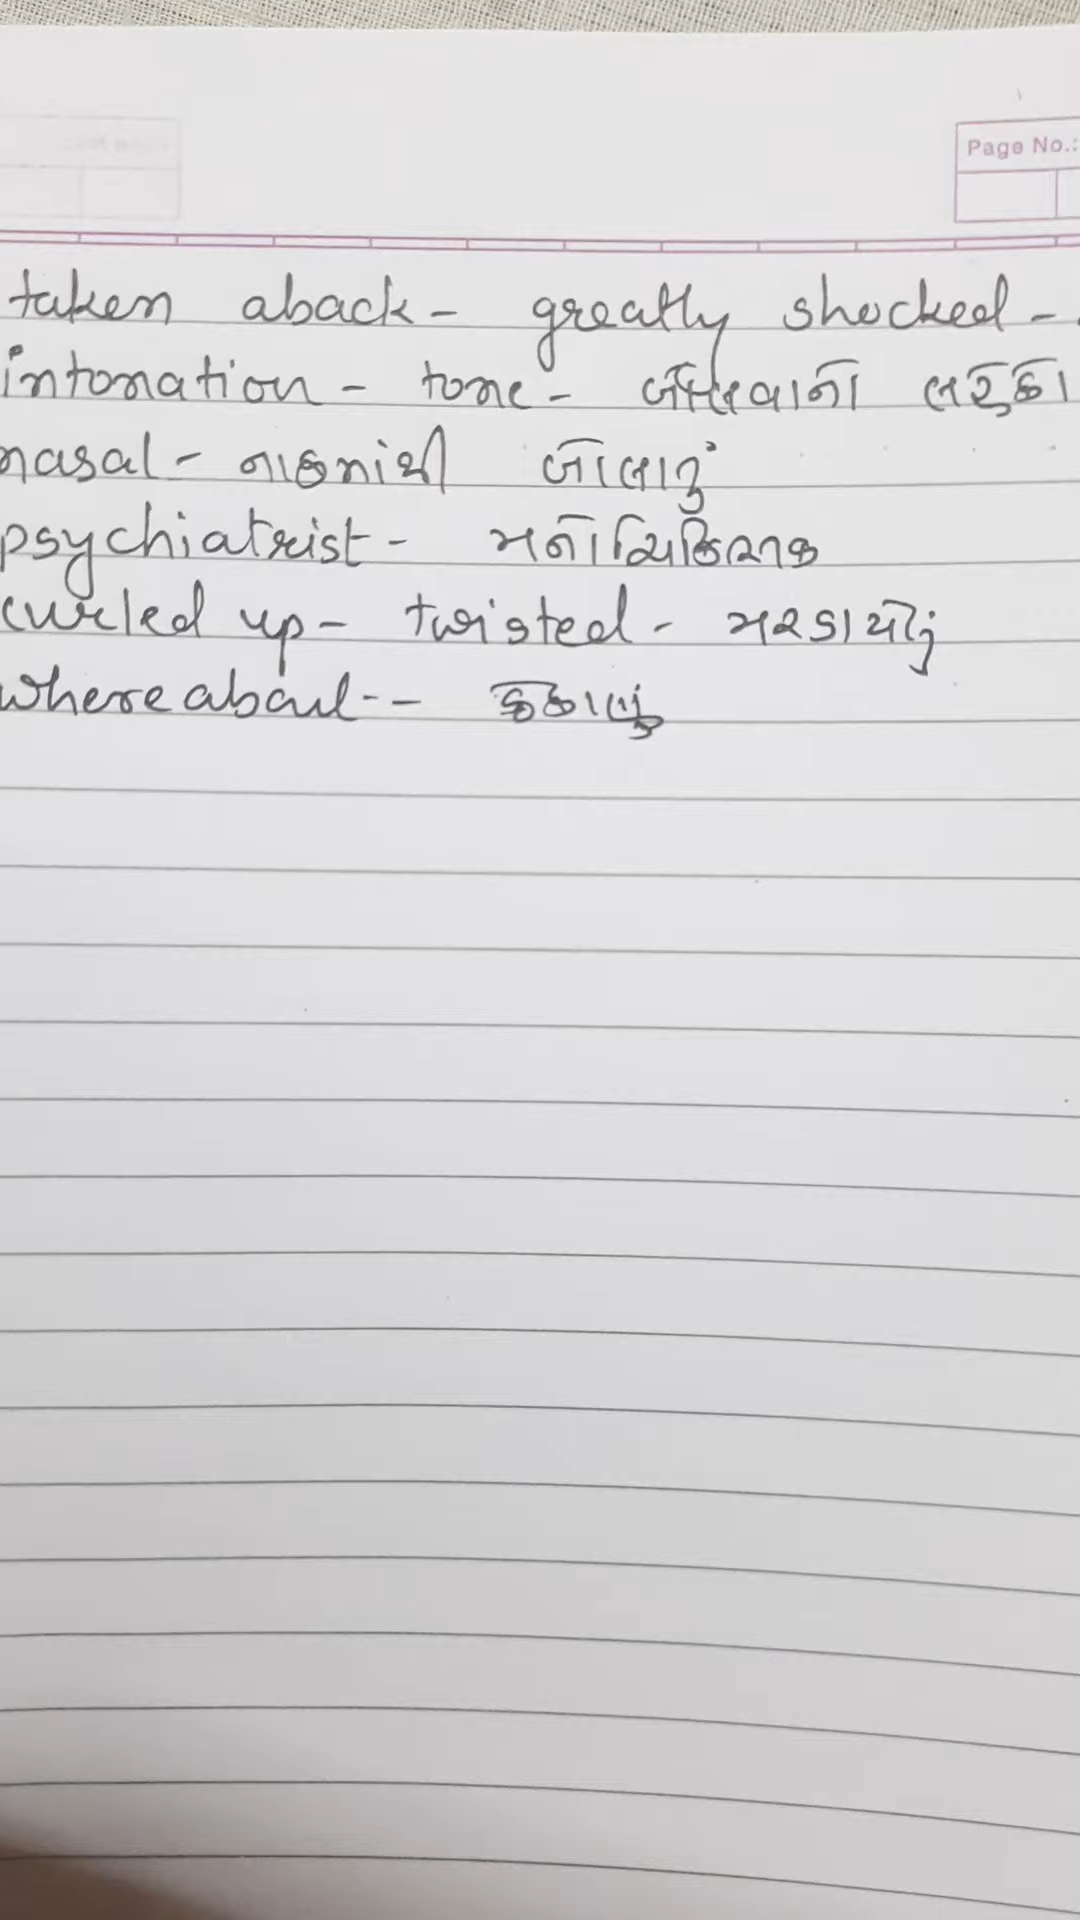 Page No.:
taken aback - greatly shocked -
intonation - tone - બોલવાનો લહેકો
nasal - નાકમાંથી બોલાતું
psychiatrist - મનોચિકિત્સક
curled up - twisted - મરડાયેલું
whereabout - - ઠેકાણું